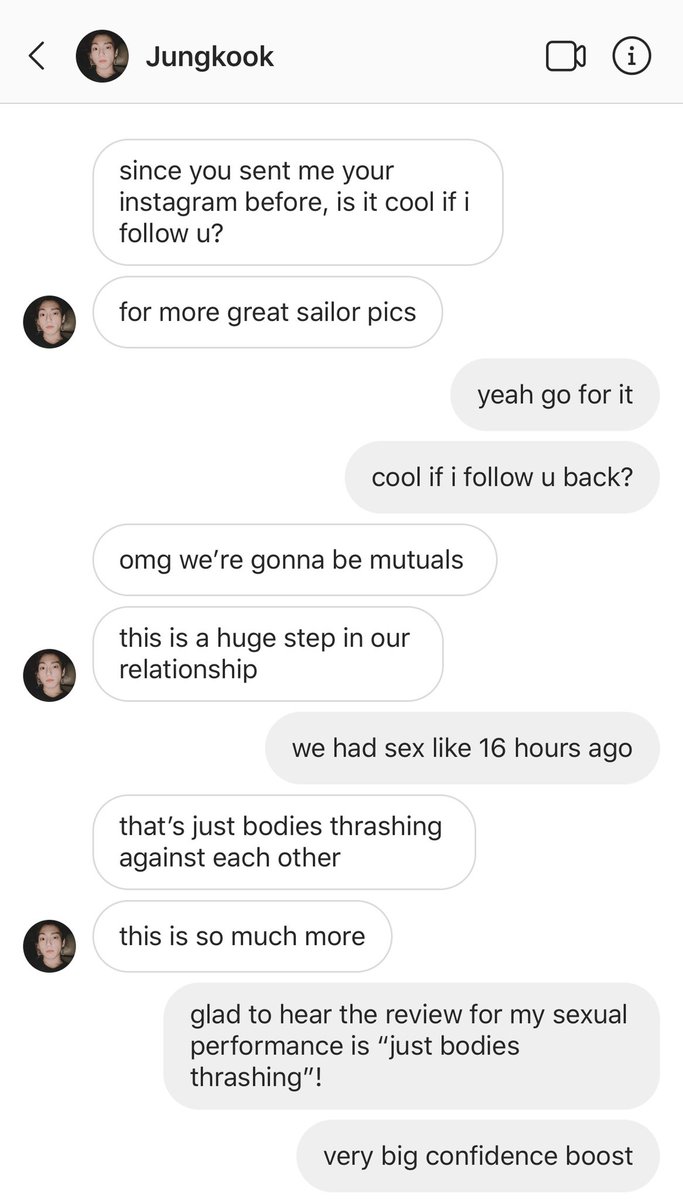 Jungkook
since you sent me your
instagram before, is it cool if i
follow u?
for more great sailor pics
yeah go for it
cool if i follow u back?
omg we’re gonna be mutuals
this is a huge step in our
relationship
we had sex like 16 hours ago
that’s just bodies thrashing
against each other
this is so much more
glad to hear the review for my sexual
performance is “just bodies
thrashing”!
very big confidence boost